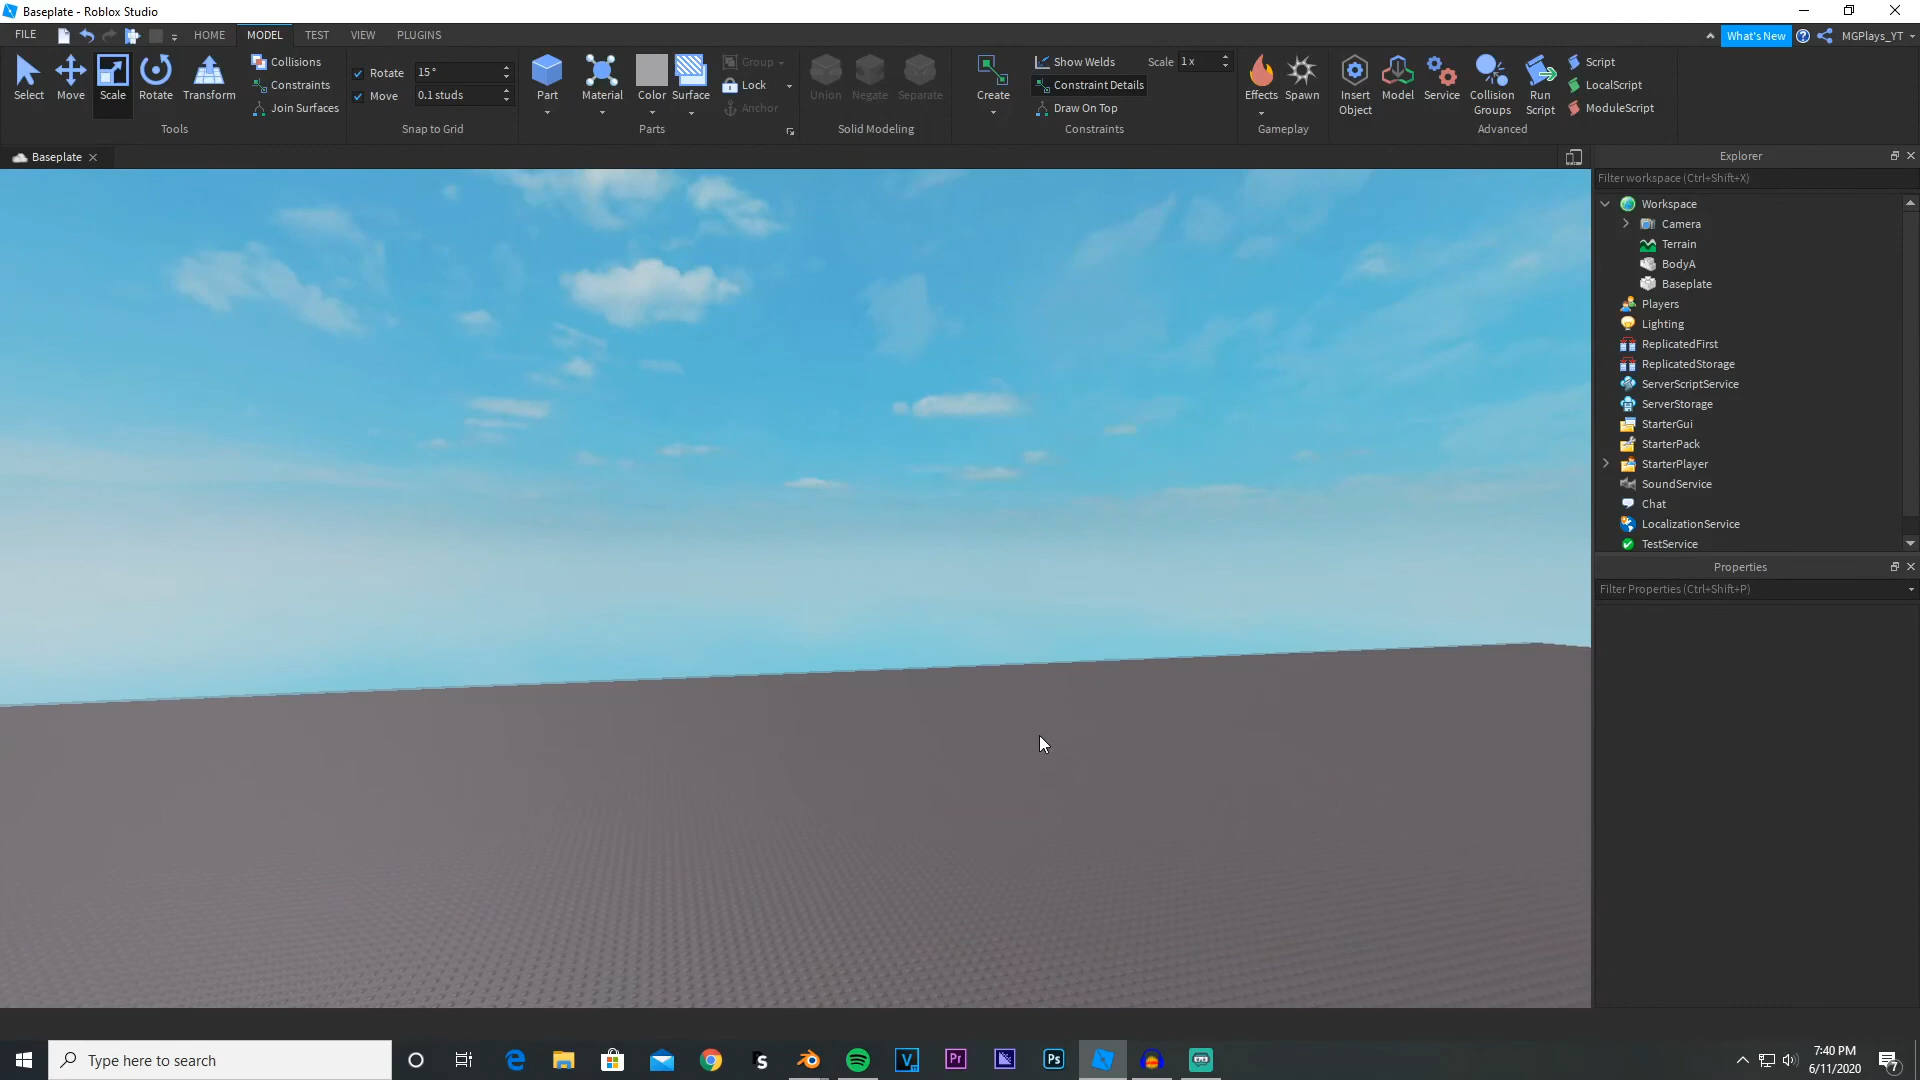 Baseplate - Roblox Studio
FILE HOME MODEL TEST VIEW PLUGINS What's New MGPlays_YT
Select Move Scale Rotate Transform
Collisions
Constraints
Join Surfaces
Tools
Rotate 15°
Move 0.1 studs
Snap to Grid
Part Material Color Surface
Group
Lock
Anchor
Parts
Union Negate Separate
Solid Modeling
Create
Show Welds Scale 1x
Constraint Details
Draw On Top
Constraints
Effects Spawn
Gameplay
Insert Object Model Service Collision Groups Run Script
Script
LocalScript
ModuleScript
Advanced
Baseplate
Explorer
Filter workspace (Ctrl+Shift+X)
Workspace
Camera
Terrain
BodyA
Baseplate
Players
Lighting
ReplicatedFirst
ReplicatedStorage
ServerScriptService
ServerStorage
StarterGui
StarterPack
StarterPlayer
SoundService
Chat
LocalizationService
TestService
Properties
Filter Properties (Ctrl+Shift+P)
Type here to search
Pr
Ps
7:40 PM
6/11/2020
7